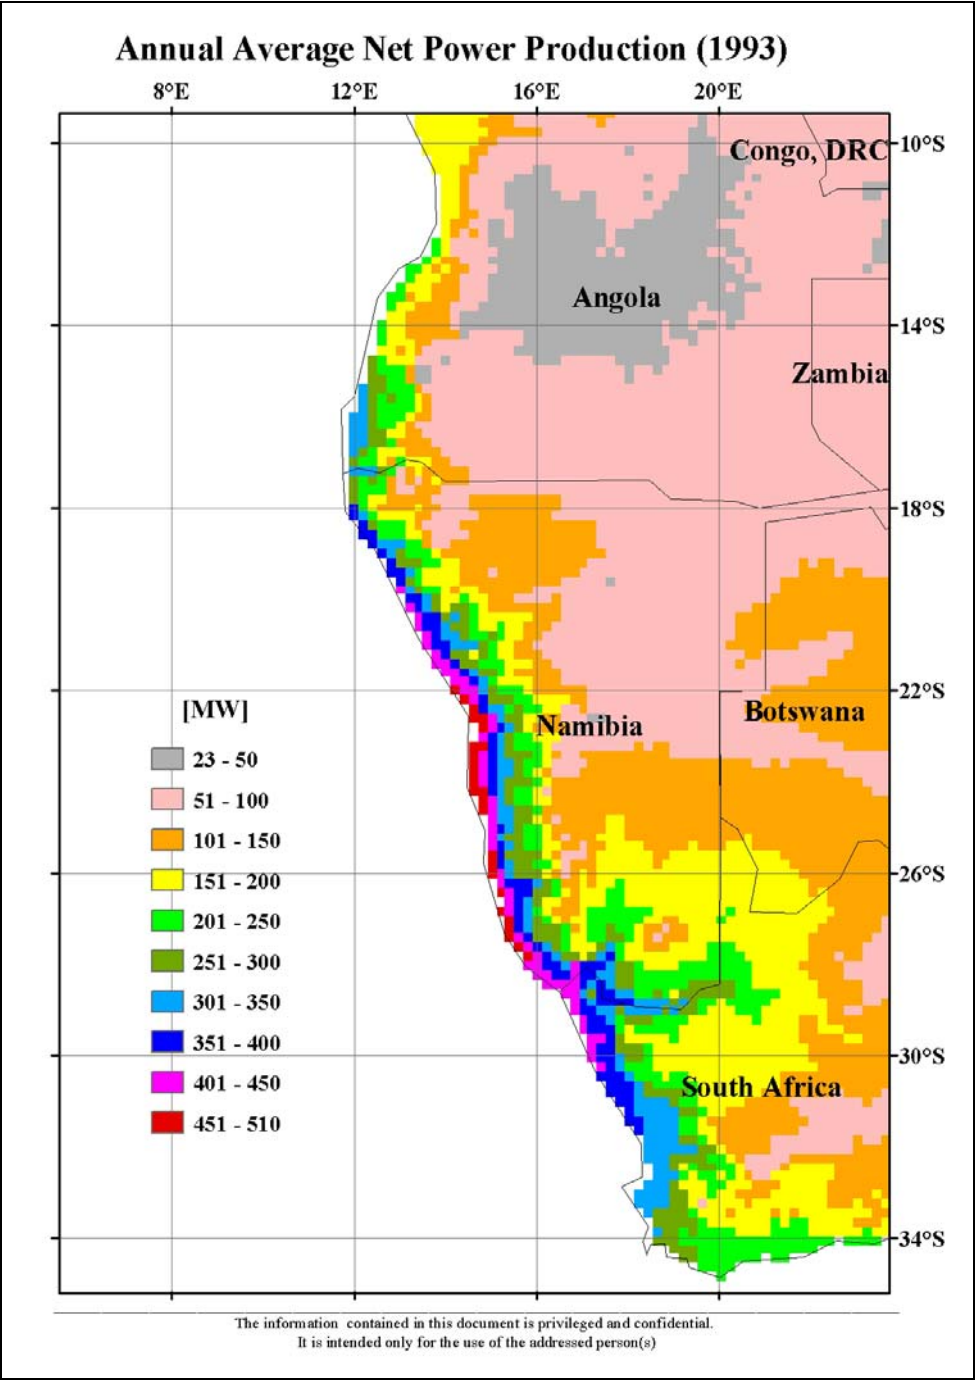 Annual Average Net Power Production (1993)
8°E 12°E 16°E 20°E
Congo, DRC 10°S
Angola
14°S
Zambia
18°S
22°S
[MW]
Botswana
Namibia
23 - 50
51 - 100
101 - 150
151 - 200
26°S
201 - 250
251 - 300
301 - 350
351 - 400
30°S
401 - 450
South Africa
451 - 510
34°S
The information contained in this document is privileged and confidential.
It is intended only for the use of the addressed person(s)